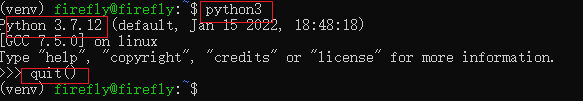 (venv) firefly@firefly:~$ python3
Python 3.7.12 (default, Jan 15 2022, 18:48:18)
[GCC 7.5.0] on linux
Type "help", "copyright", "credits" or "license" for more information.
>>> quit()
(venv) firefly@firefly:~$